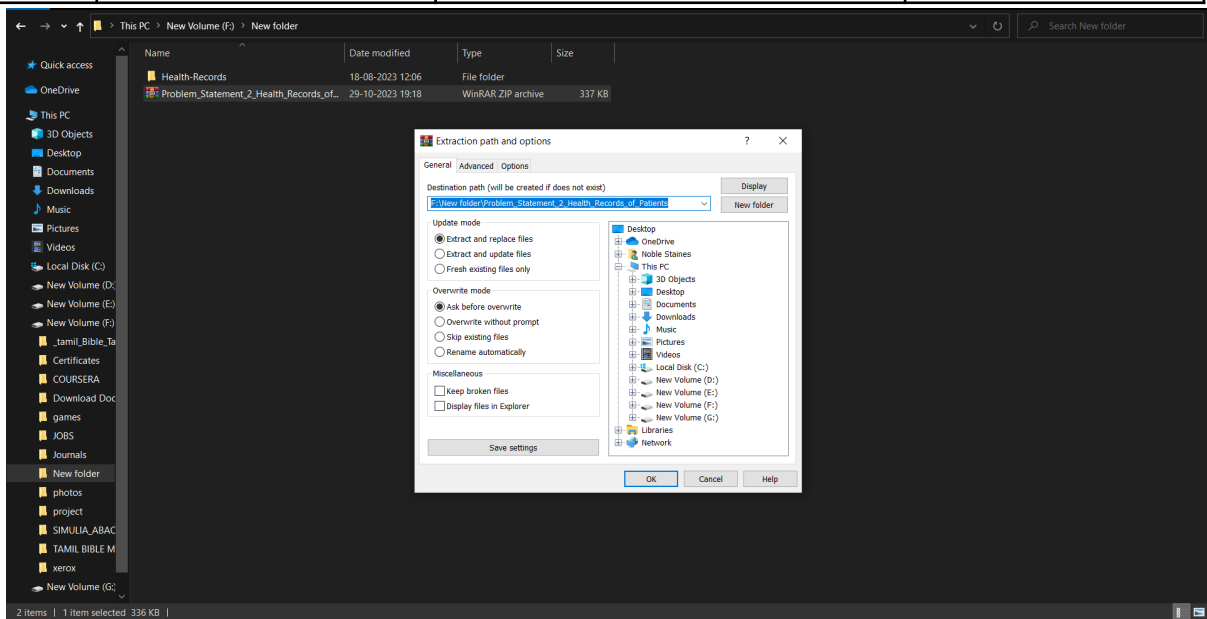 This PC > New Volume (F:) > New folder
Search New folder
Name Date modified Type Size
Health-Records 18-08-2023 12:06 File folder
Problem_Statement_2_Health_Records_of... 29-10-2023 19:18 WinRAR ZIP archive 337 KB
Quick access
OneDrive
This PC
3D Objects
Desktop
Documents
Downloads
Music
Pictures
Videos
Local Disk (C:)
New Volume (D:)
New Volume (E:)
New Volume (F:)
_tamil_Bible_Ta
Certificates
COURSERA
Download Doc
games
JOBS
Journals
New folder
photos
project
SIMULIA_ABAC
TAMIL BIBLE M
xerox
New Volume (G:)
Extraction path and options ? ×
General Advanced Options
Destination path (will be created if does not exist)
Display
F:\New folder\Problem_Statement_2_Health_Records_of_Patients
New folder
Update mode
Extract and replace files
Extract and update files
Fresh existing files only
Overwrite mode
Ask before overwrite
Overwrite without prompt
Skip existing files
Rename automatically
Miscellaneous
Keep broken files
Display files in Explorer
Save settings
Desktop
OneDrive
Noble Staines
This PC
3D Objects
Desktop
Documents
Downloads
Music
Pictures
Videos
Local Disk (C:)
New Volume (D:)
New Volume (E:)
New Volume (F:)
New Volume (G:)
Libraries
Network
OK Cancel Help
2 items | 1 item selected 336 KB |